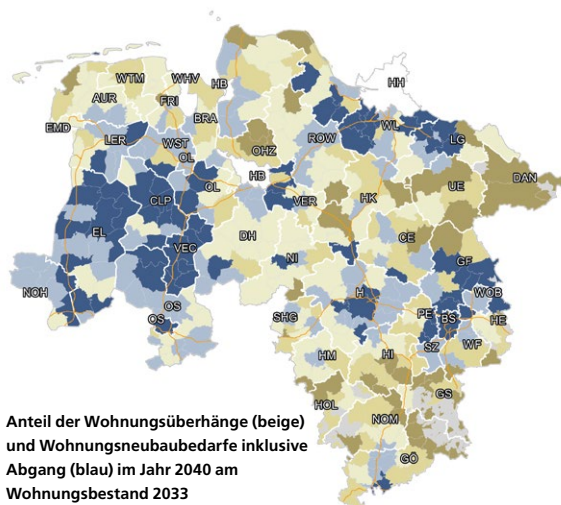 WTM
WHV
HB
HH
AUR
FRI
EMD
BRA
LER
WST
OHZ
ROW
WL
LG
OL
OL
HB
VER
HK
UE
DAN
CLP
EL
VEC
DH
NI
CE
GF
NOH
OS
OS
H
WOB
SHG
PE
BS
HE
HM
HI
SZ
WF
HOL
NOM
GS
GÖ
Anteil der Wohnungsüberhänge (beige)
und Wohnungsneubaubedarfe inklusive
Abgang (blau) im Jahr 2040 am
Wohnungsbestand 2033